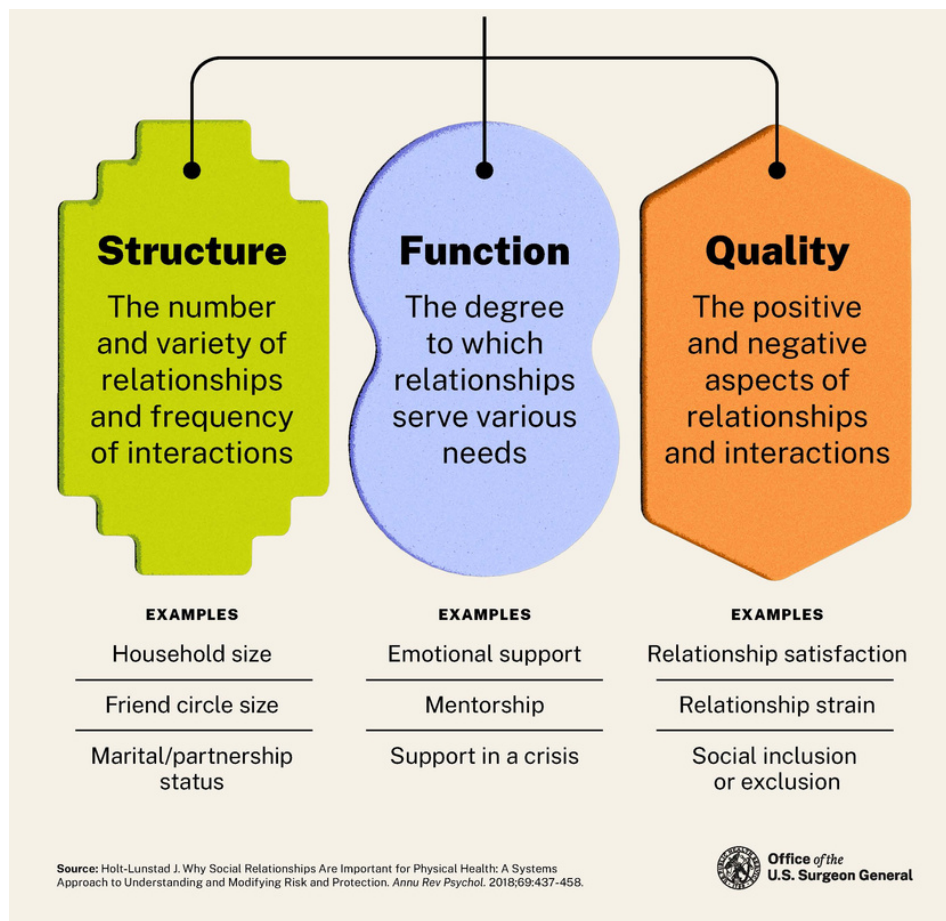 Structure
The number
and variety of
relationships
and frequency
of interactions
Function
The degree
to which
relationships
serve various
needs
Quality
The positive
and negative
aspects of
relationships
and interactions
EXAMPLES
Household size
Friend circle size
Marital/partnership
status
EXAMPLES
Emotional support
Mentorship
Support in a crisis
EXAMPLES
Relationship satisfaction
Relationship strain
Social inclusion
or exclusion
Source: Holt-Lunstad J. Why Social Relationships Are Important for Physical Health: A Systems
Approach to Understanding and Modifying Risk and Protection. Annu Rev Psychol. 2018;69:437-458.
Office of the
U.S. Surgeon General